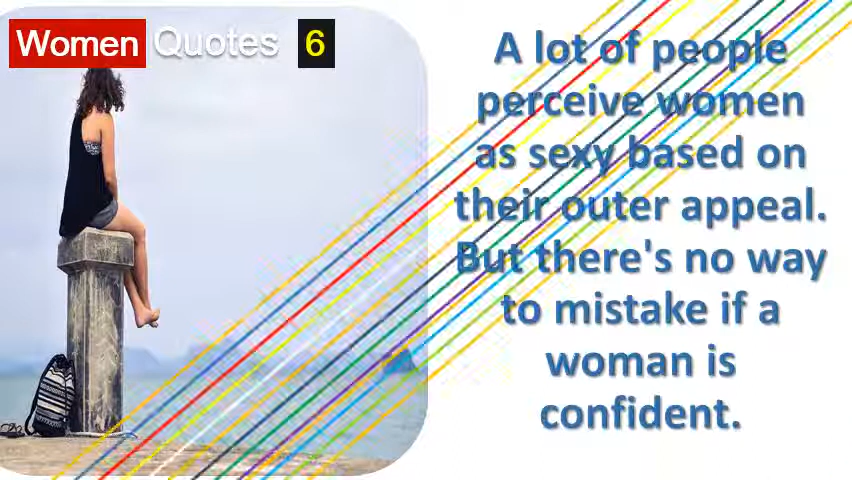 Women Quotes 6
A lot of people
perceive women
as sexy based on
their outer appeal.
But there's no way
to mistake if a
woman is
confident.